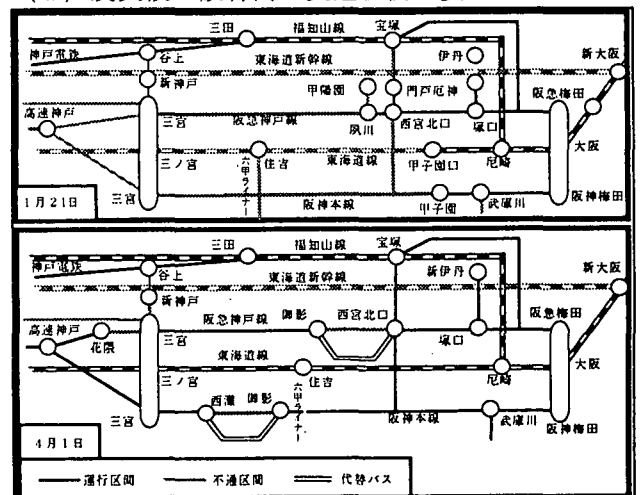 三田 福知山線 宝塚
神戸電鉄 谷上 東海道新幹線 伊丹 新大阪
新神戸 甲陽園 門戸厄神 阪急梅田
高速神戸 三宮 阪急神戸線 夙川 西宮北口 塚口
三ノ宮 住吉 東海道線 甲子園口 尼崎 大阪
六甲ライナー
1月21日 三宮 阪神本線 甲子園 武庫川 阪神梅田
三田 福知山線 宝塚
神戸電鉄 谷上 東海道新幹線 新伊丹 新大阪
新神戸
高速神戸 花隈 三宮 阪急神戸線 御影 西宮北口 塚口 阪急梅田
東海道線 大阪
三ノ宮 住吉 尼崎
西灘 御影 六甲ライナー
三宮 阪神本線 武庫川 阪神梅田
4月1日
運行区間 不通区間 代替バス